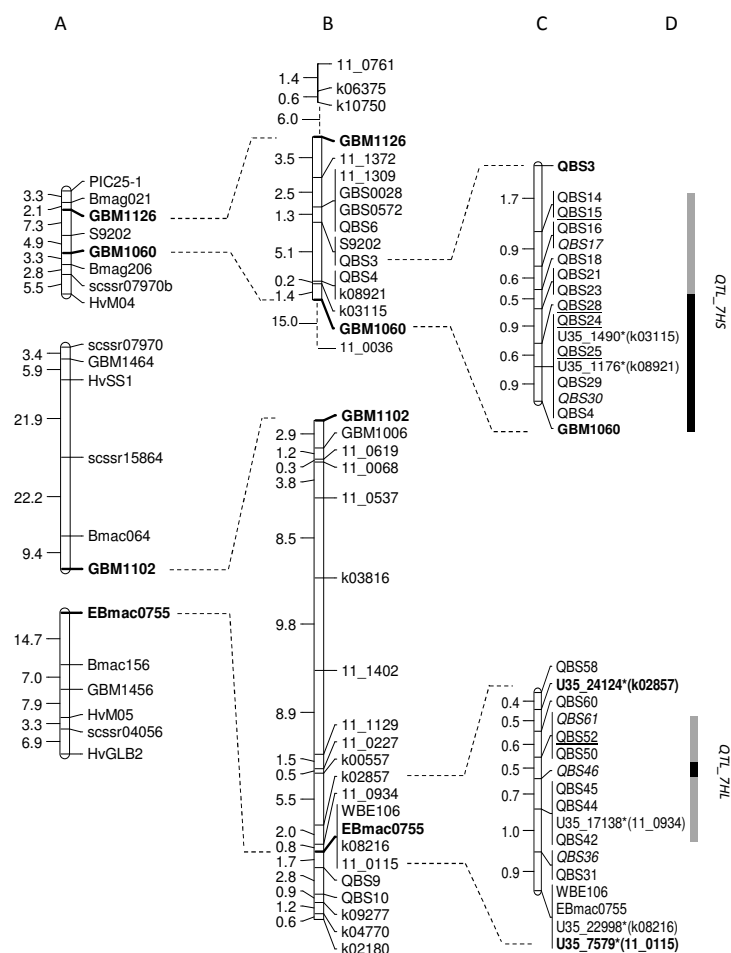 A B C D
PIC25-1
3.3 Bmag021
2.1 GBM1126
7.3 S9202
4.9 GBM1060
3.3 Bmag206
2.8 scssr07970b
5.5 HvM04
scssr07970
3.4 GBM1464
5.9 HvSS1
21.9
scssr15864
22.2
Bmac064
9.4
GBM1102
EBmac0755
14.7
Bmac156
7.0 GBM1456
7.9 HvM05
3.3 scssr04056
6.9 HvGLB2
11_0761
1.4 k06375
0.6 k10750
6.0
GBM1126
3.5 11_1372
11_1309
2.5 GBS0028
1.3 GBS0572
QBS6
S9202
5.1 QBS3
QBS4
0.2 k08921
1.4 k03115
15.0 GBM1060
11_0036
GBM1102
2.9 GBM1006
1.2 11_0619
0.3 11_0068
3.8 11_0537
8.5
k03816
9.8
11_1402
8.9
11_1129
1.5 11_0227
0.5 k00557
k02857
5.5 11_0934
WBE106
2.0 EBmac0755
0.8 k08216
1.7 11_0115
2.8 QBS9
0.9 QBS10
1.2 k09277
0.6 k04770
k02180
QBS3
1.7 QBS14
QBS15
QBS16
0.9 QBS17
QBS18
0.6 QBS21
0.5 QBS23
QBS28
0.9 QBS24
U35_1490*(k03115)
0.6 QBS25
U35_1176*(k08921)
0.9 QBS29
QBS30
QBS4
GBM1060
QTL_7HS
QBS58
U35_24124*(k02857)
0.4 QBS60
0.5 QBS61
0.6 QBS52
QBS50
0.5 QBS46
0.7 QBS45
QBS44
1.0 U35_17138*(11_0934)
QBS42
QBS36
0.9 QBS31
WBE106
EBmac0755
U35_22998*(k08216)
U35_7579*(11_0115)
QTL_7HL